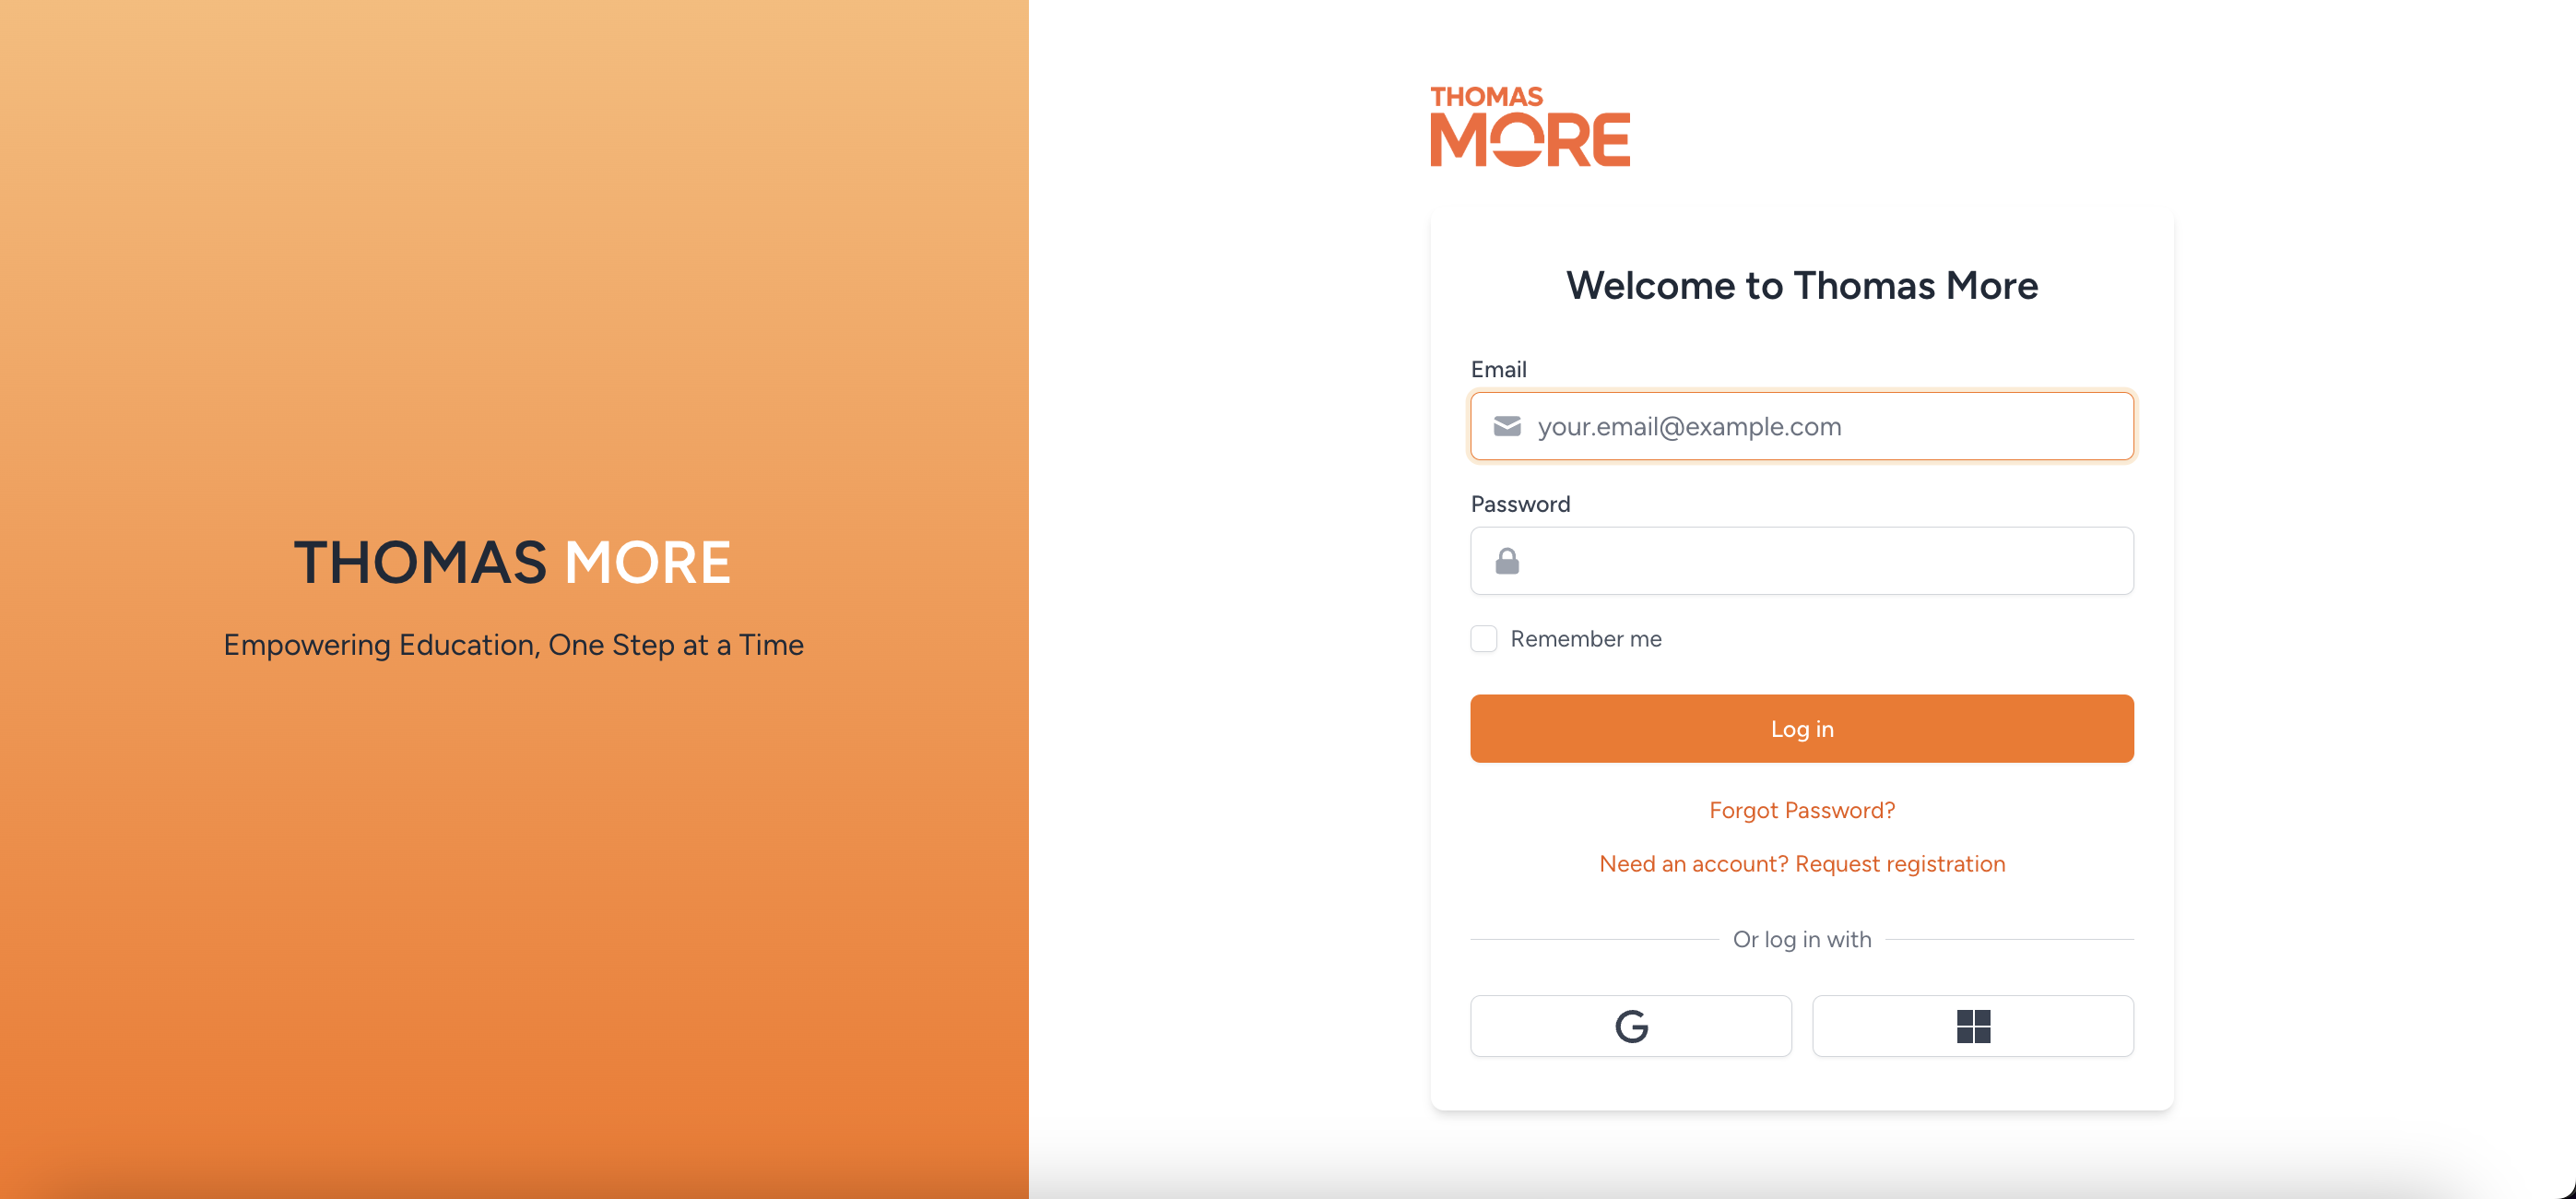 THOMAS MORE
Empowering Education, One Step at a Time
THOMAS
MORE
Welcome to Thomas More
Email
your.email@example.com
Password
Remember me
Log in
Forgot Password?
Need an account? Request registration
Or log in with
G